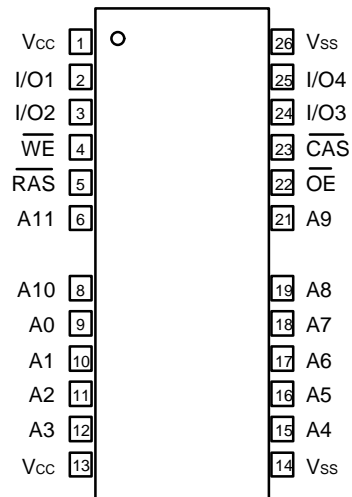 Vcc 1 26 Vss
I/O1 2 25 I/O4
I/O2 3 24 I/O3
WE 4 23 CAS
RAS 5 22 OE
A11 6 21 A9
A10 8 19 A8
A0 9 18 A7
A1 10 17 A6
A2 11 16 A5
A3 12 15 A4
Vcc 13 14 Vss